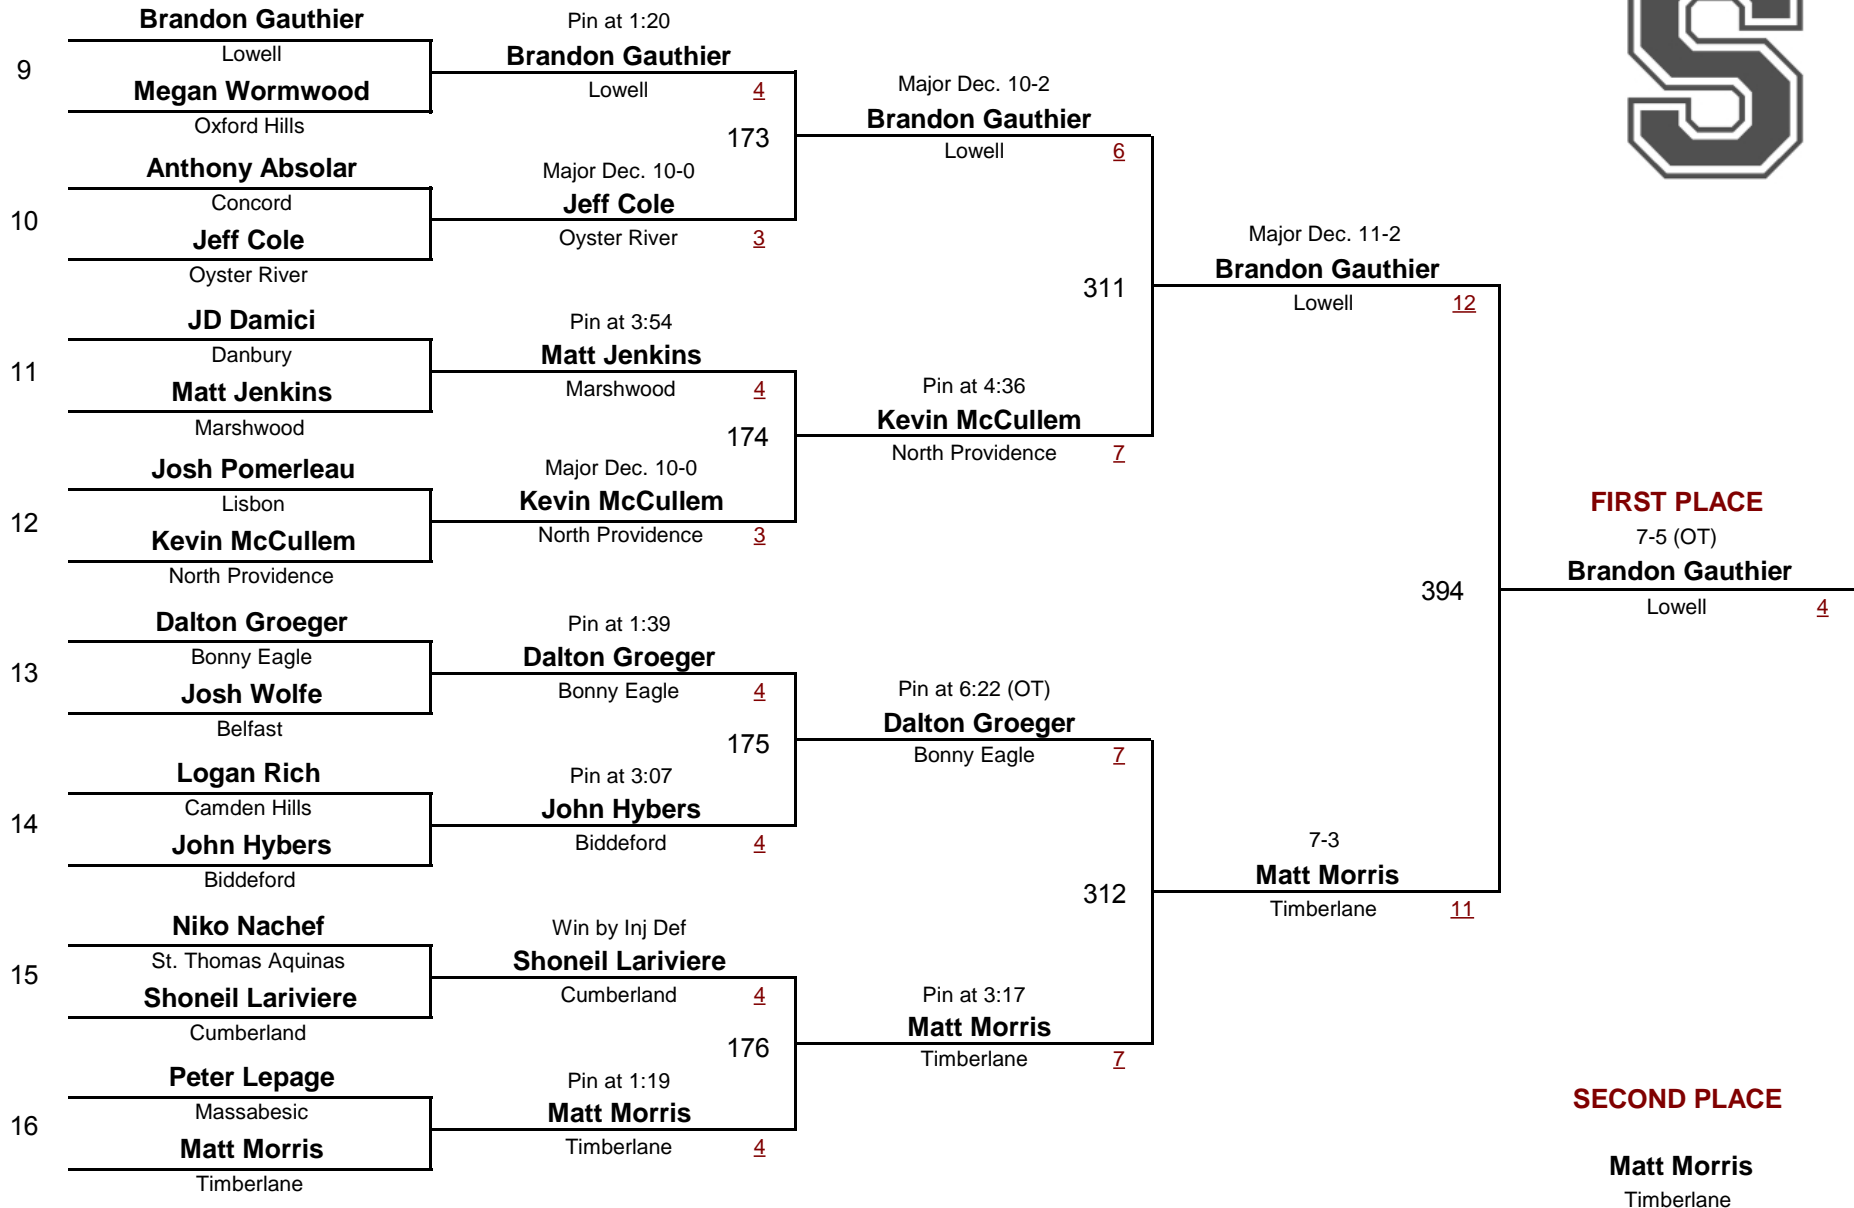 Brandon Gauthier
9
Lowell
Megan Wormwood
Oxford Hills
Anthony Absolar
10
Concord
Jeff Cole
Oyster River
JD Damici
11
Danbury
Matt Jenkins
Marshwood
Josh Pomerleau
12
Lisbon
Kevin McCullem
North Providence
Dalton Groeger
13
Bonny Eagle
Josh Wolfe
Belfast
Logan Rich
14
Camden Hills
John Hybers
Biddeford
Niko Nachef
15
St. Thomas Aquinas
Shoneil Lariviere
Cumberland
Peter Lepage
16
Massabesic
Matt Morris
Timberlane
Pin at 1:20
Brandon Gauthier
Lowell 4
173
Major Dec. 10-0
Jeff Cole
Oyster River 3
Pin at 3:54
Matt Jenkins
Marshwood 4
174
Major Dec. 10-0
Kevin McCullem
North Providence 3
Pin at 1:39
Dalton Groeger
Bonny Eagle 4
175
Pin at 3:07
John Hybers
Biddeford 4
Win by Inj Def
Shoneil Lariviere
Cumberland 4
176
Pin at 1:19
Matt Morris
Timberlane 4
Major Dec. 10-2
Brandon Gauthier
Lowell 6
311
Pin at 4:36
Kevin McCullem
North Providence 7
Pin at 6:22 (OT)
Dalton Groeger
Bonny Eagle 7
312
Pin at 3:17
Matt Morris
Timberlane 7
Major Dec. 11-2
Brandon Gauthier
Lowell 12
394
7-3
Matt Morris
Timberlane 11
S
FIRST PLACE
7-5 (OT)
Brandon Gauthier
Lowell 4
SECOND PLACE
Matt Morris
Timberlane